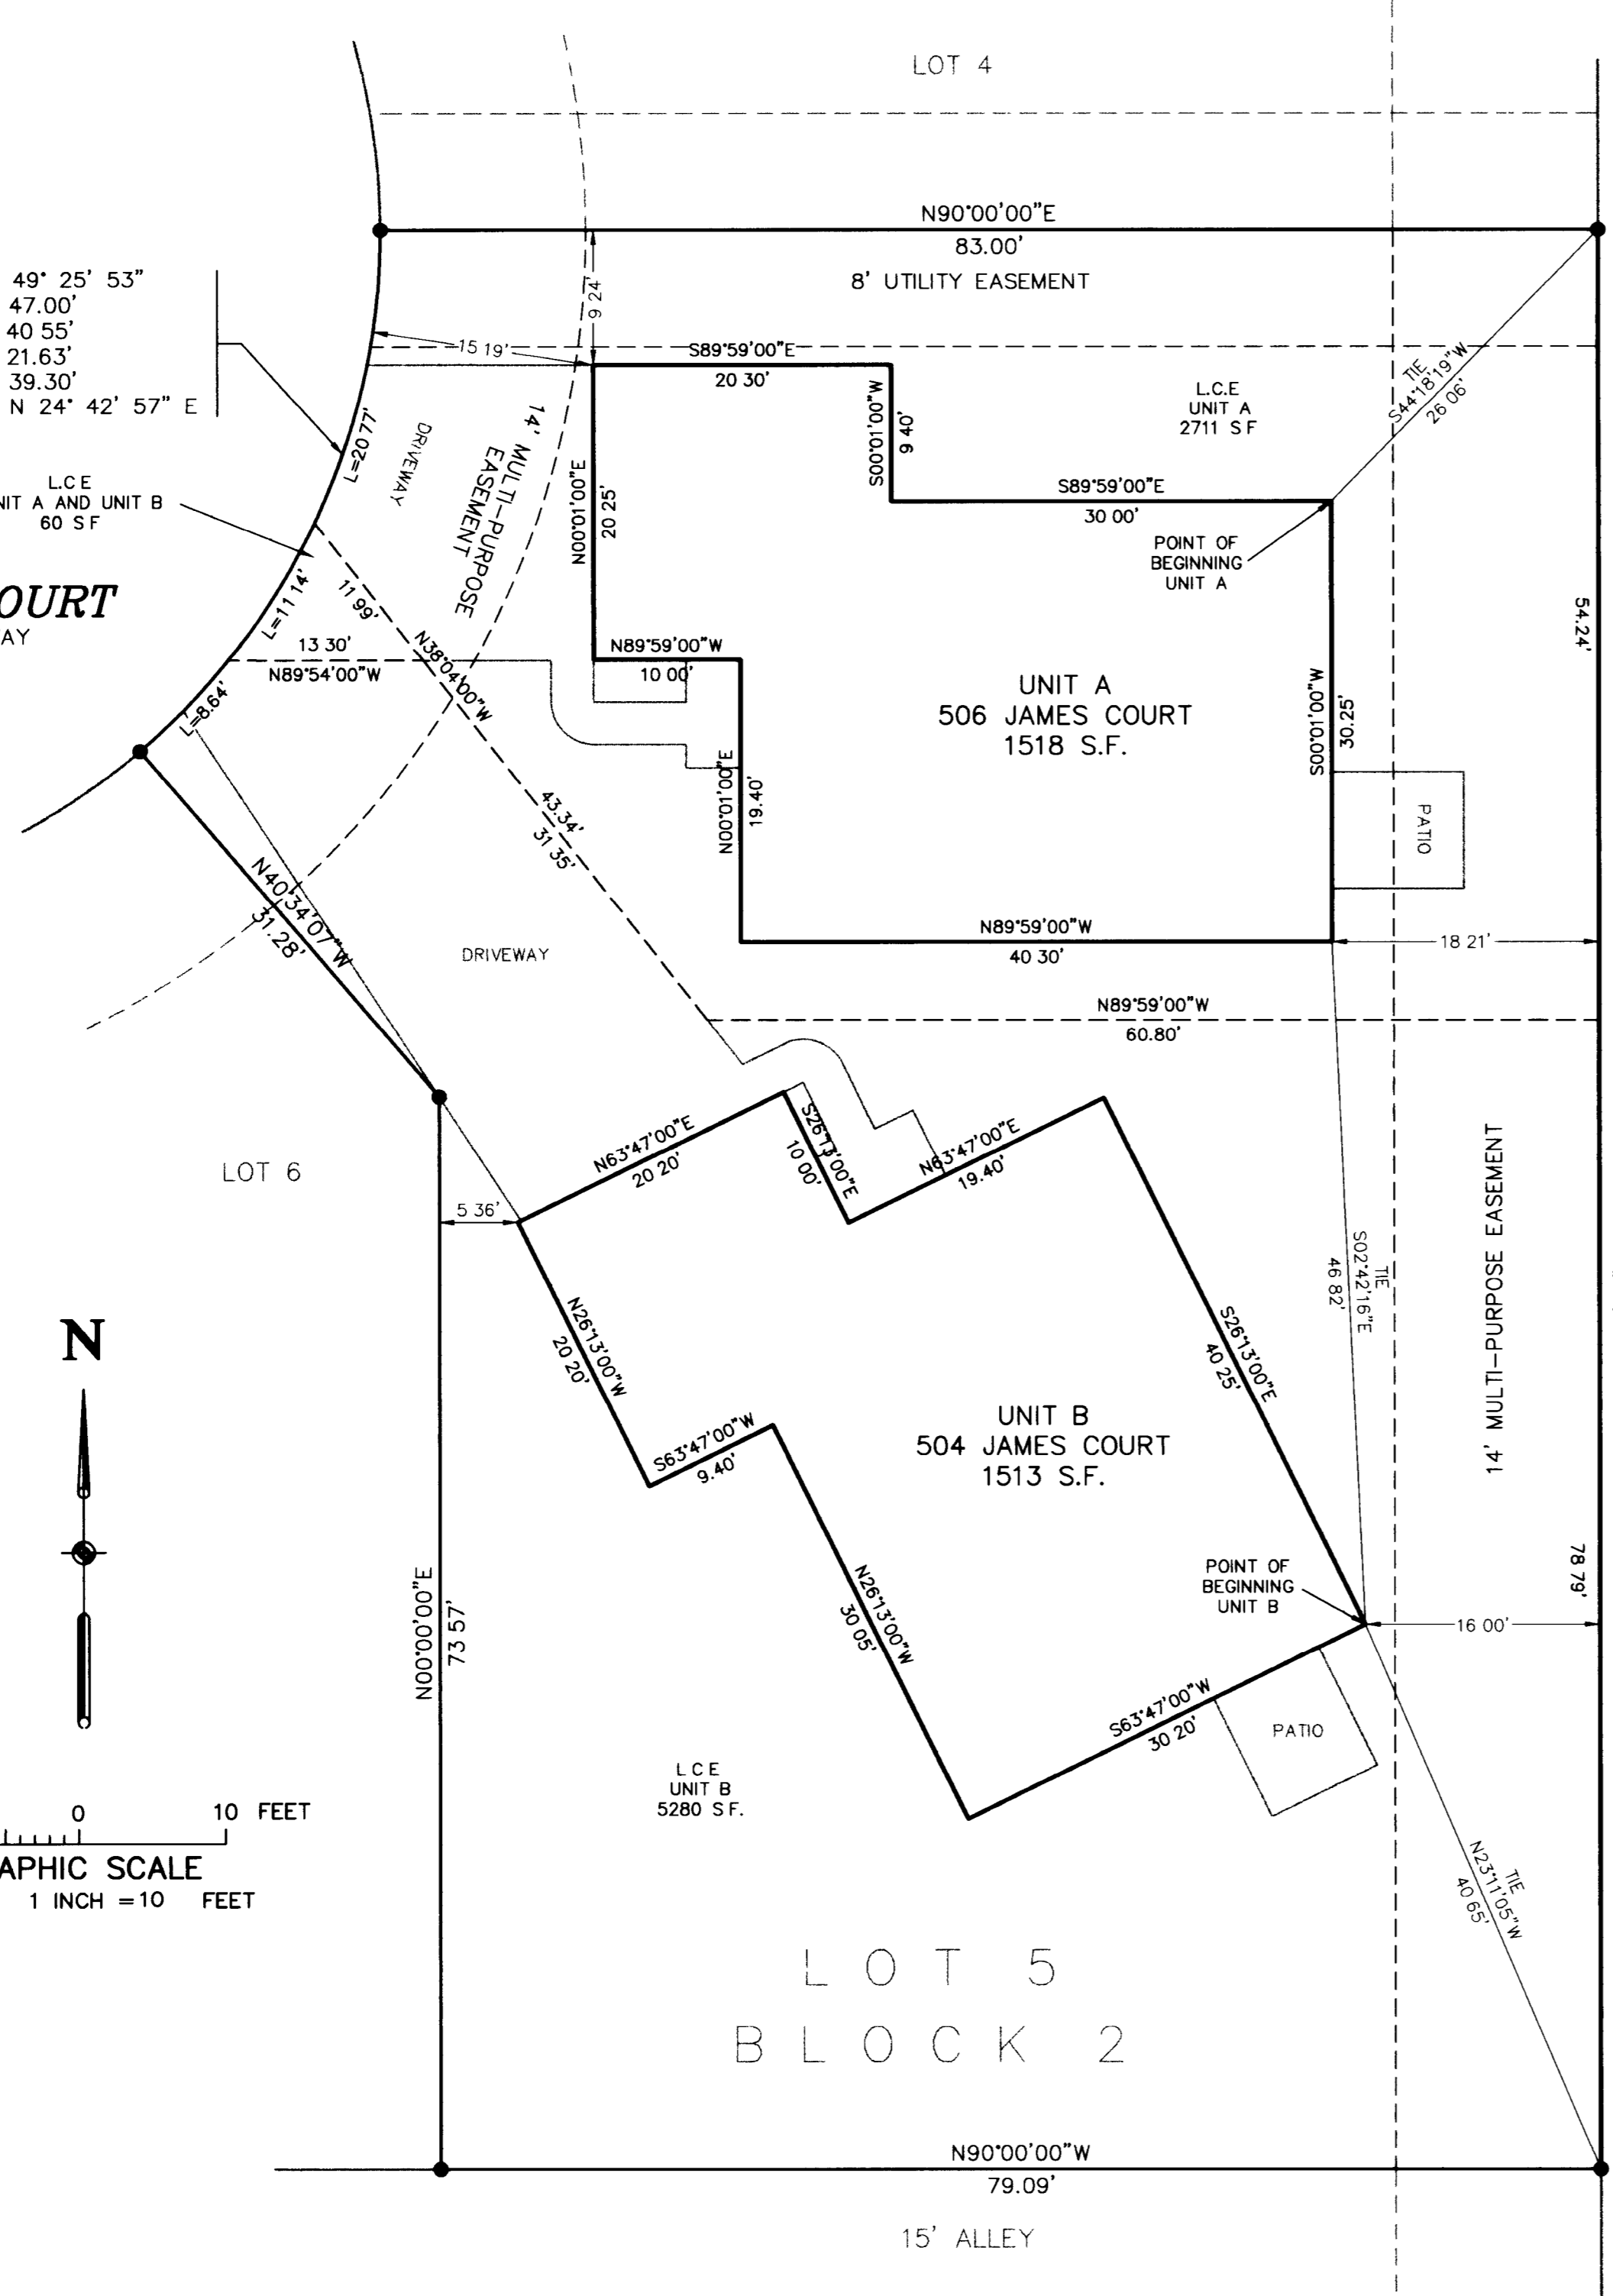 LOT 4
N90°00'00"E
83.00'
8' UTILITY EASEMENT
49° 25' 53"
47.00'
40 55'
21.63'
39.30'
N 24° 42' 57" E
9 24'
15 19'
S89°59'00"E
20 30'
S00°01'00"W
9 40'
L.C.E
UNIT A
2711 S F
TIE
S44°18'19"W
26 06'
L=20 77'
DRIVEWAY
14' MULTI-PURPOSE
EASEMENT
L.C E
NIT A AND UNIT B
60 S F
N00°01'00"E
20 25'
S89°59'00"E
30 00'
POINT OF
BEGINNING
UNIT A
OURT
AY
L=11 14'
11 99'
13 30'
N89°54'00"W
N38°04'00"W
N89°59'00"W
10 00'
54.24'
UNIT A
506 JAMES COURT
1518 S.F.
S00°01'00"W
30.25'
L=8.64'
N00°01'00"E
19.40'
43.34'
31 35'
PATIO
N40°34'07"W
31.28'
DRIVEWAY
N89°59'00"W
40 30'
18 21'
N89°59'00"W
60.80'
LOT 6
N63°47'00"E
20 20'
S26°13'00"E
10 00'
N63°47'00"E
19.40'
5 36'
TIE
S02°42'16"E
46 82'
14' MULTI-PURPOSE EASEMENT
N
N26°13'00"W
20 20'
S26°13'00"E
40 25'
S63°47'00"W
9.40'
UNIT B
504 JAMES COURT
1513 S.F.
N00°00'00"E
73 57'
N26°13'00"W
30 05'
POINT OF
BEGINNING
UNIT B
78 79'
16 00'
S63°47'00"W
30 20'
PATIO
L C E
UNIT B
5280 S F.
0 10 FEET
APHIC SCALE
1 INCH =10 FEET
TIE
N23°11'05"W
40 65'
LOT 5
BLOCK 2
N90°00'00"W
79.09'
15' ALLEY